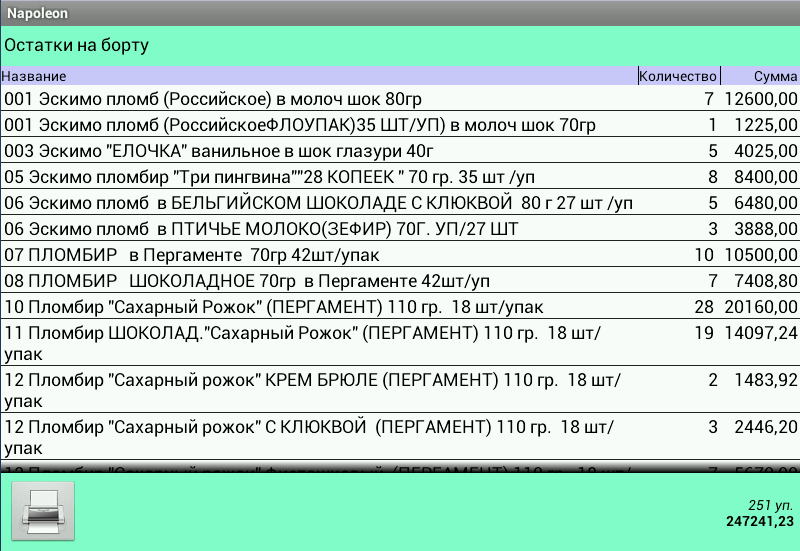 Napoleon
Остатки на борту
Название Количество Сумма
001 Эскимо пломб (Российское) в молоч шок 80гр 7 12600,00
001 Эскимо пломб (РоссийскоеФЛОУПАК)35 ШТ/УП) в молоч шок 70гр 1 1225,00
003 Эскимо "ЕЛОЧКА" ванильное в шок глазури 40г 5 4025,00
05 Эскимо пломбир "Три пингвина""28 КОПЕЕК " 70 гр. 35 шт /уп 8 8400,00
06 Эскимо пломб в БЕЛЬГИЙСКОМ ШОКОЛАДЕ С КЛЮКВОЙ 80 г 27 шт /уп 5 6480,00
06 Эскимо пломб в ПТИЧЬЕ МОЛОКО(ЗЕФИР) 70Г. УП/27 ШТ 3 3888,00
07 ПЛОМБИР в Пергаменте 70гр 42шт/упак 10 10500,00
08 ПЛОМБИР ШОКОЛАДНОЕ 70гр в Пергаменте 42шт/уп 7 7408,80
10 Пломбир "Сахарный Рожок" (ПЕРГАМЕНТ) 110 гр. 18 шт/упак 28 20160,00
11 Пломбир ШОКОЛАД."Сахарный Рожок" (ПЕРГАМЕНТ) 110 гр. 18 шт/ 19 14097,24
упак
12 Пломбир "Сахарный рожок" КРЕМ БРЮЛЕ (ПЕРГАМЕНТ) 110 гр. 18 шт/ 2 1483,92
упак
12 Пломбир "Сахарный рожок" С КЛЮКВОЙ (ПЕРГАМЕНТ) 110 гр. 18 шт/ 3 2446,20
упак
251 уп.
247241,23